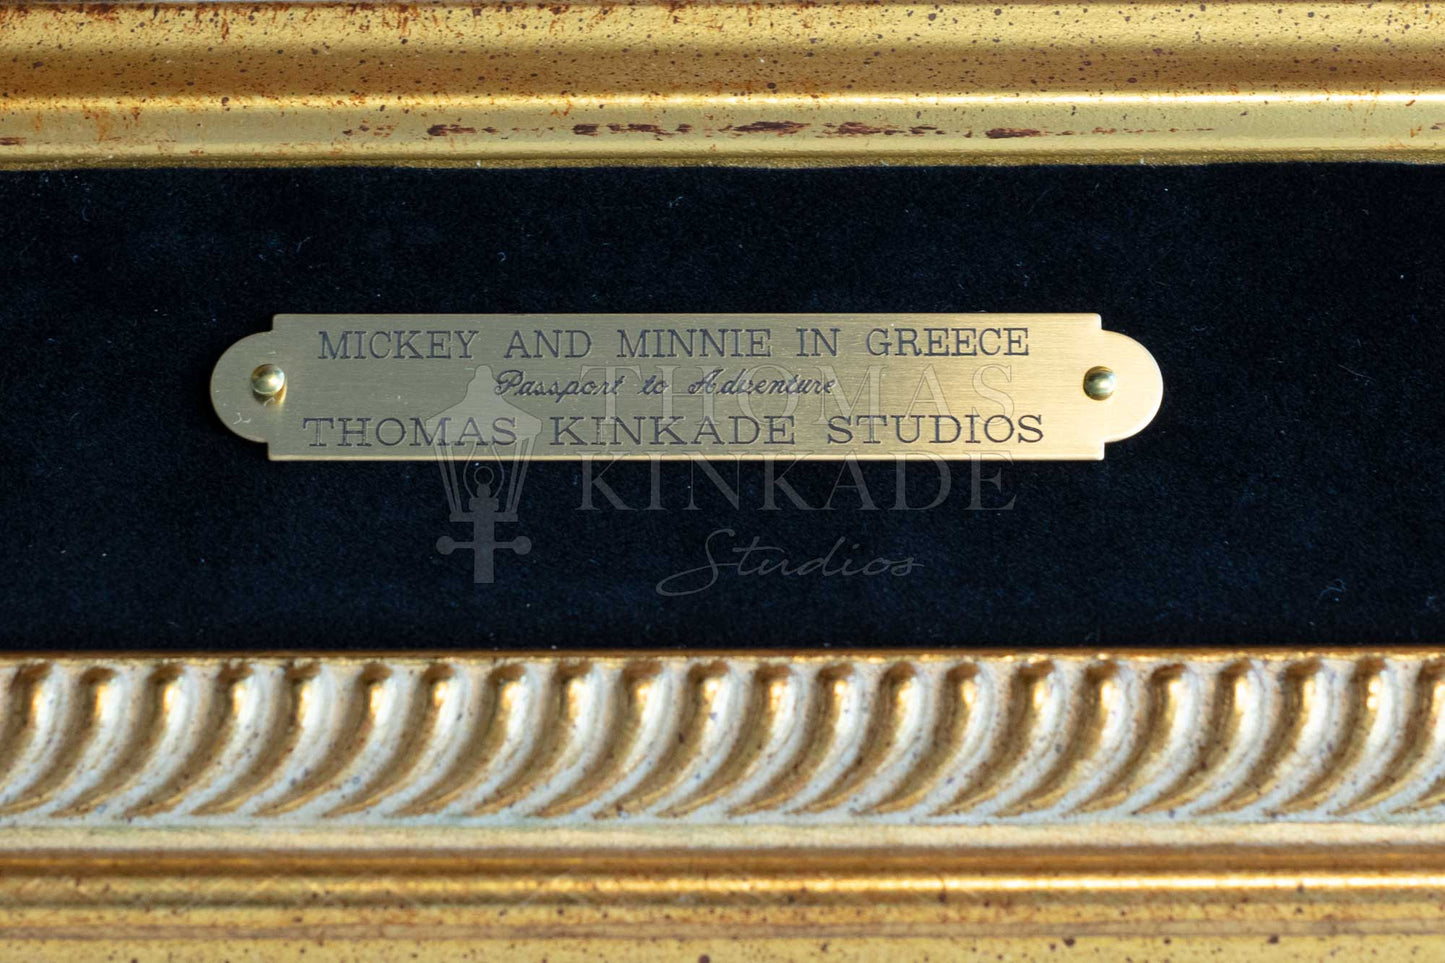 MICKEY AND MINNIE IN GREECE
Passport to Adventure
THOMAS KINKADE STUDIOS
THOMAS
KINKADE
Studios